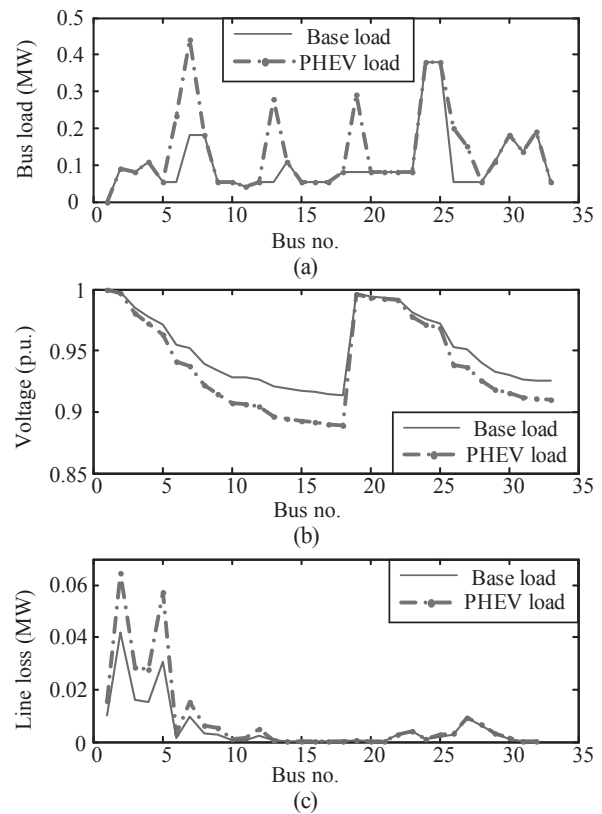 0.5
0.4
0.3
0.2
0.1
0
Bus load (MW)
Base load
PHEV load
0 5 10 15 20 25 30 35
Bus no.
(a)
1
0.95
0.9
0.85
Voltage (p.u.)
Base load
PHEV load
0 5 10 15 20 25 30 35
Bus no.
(b)
0.06
0.04
0.02
0
Line loss (MW)
Base load
PHEV load
0 5 10 15 20 25 30 35
Bus no.
(c)